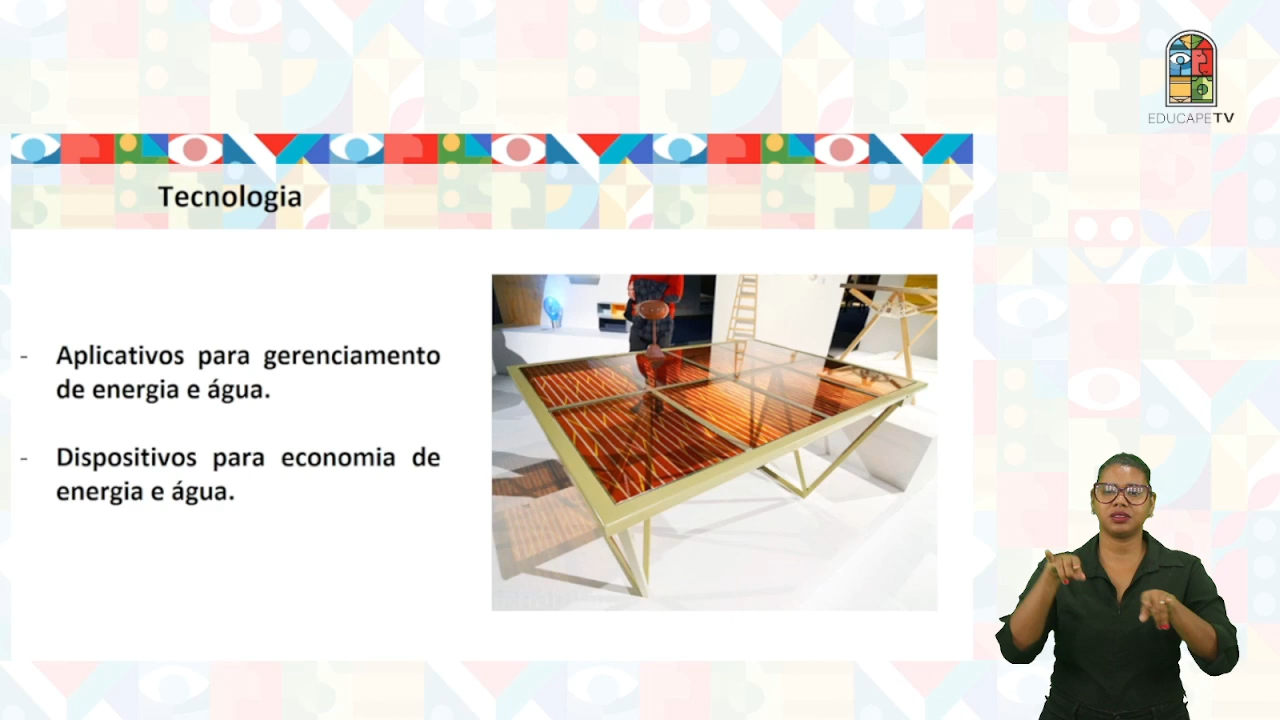 EDUCAPETV
Tecnologia
- Aplicativos para gerenciamento
de energia e água.
- Dispositivos para economia de
energia e água.